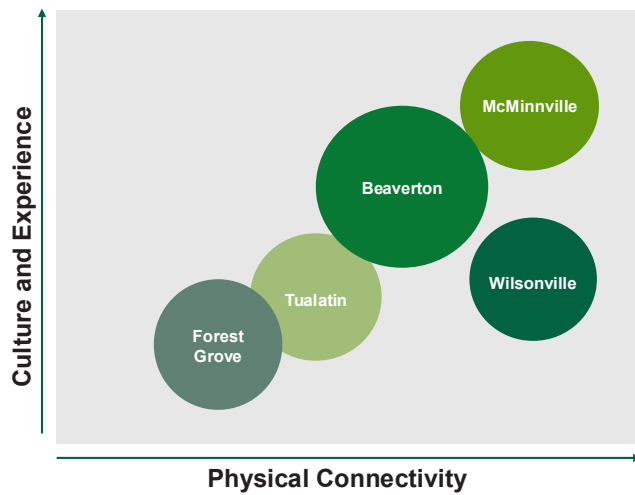 Culture and Experience
McMinnville
Beaverton
Wilsonville
Tualatin
Forest
Grove
Physical Connectivity